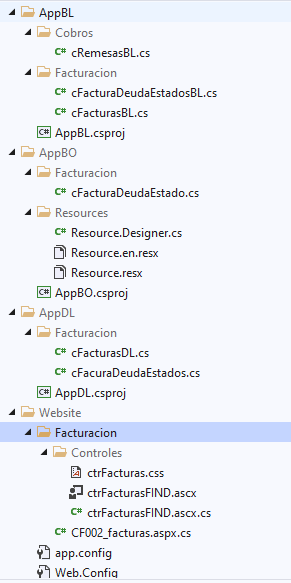 AppBL
Cobros
cRemesasBL.cs
Facturacion
cFacturaDeudaEstadosBL.cs
cFacturasBL.cs
AppBL.csproj
AppBO
Facturacion
cFacturaDeudaEstado.cs
Resources
Resource.Designer.cs
Resource.en.resx
Resource.resx
AppBO.csproj
AppDL
Facturacion
cFacturasDL.cs
cFacuraDeudaEstados.cs
AppDL.csproj
Website
Facturacion
Controles
ctrFacturas.css
ctrFacturasFIND.ascx
ctrFacturasFIND.ascx.cs
CF002_facturas.aspx.cs
app.config
Web.Config